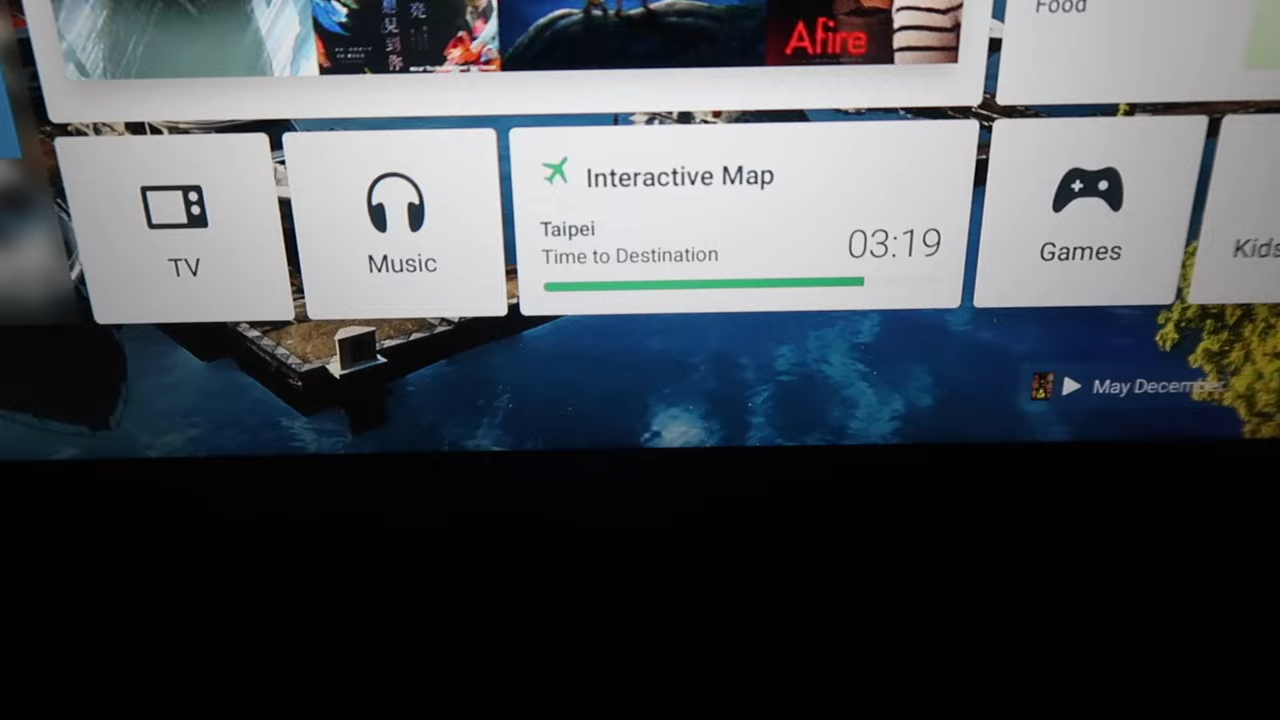 Food
Afire
TV
Music
Interactive Map
Taipei
Time to Destination
03:19
Games
Kids
May December